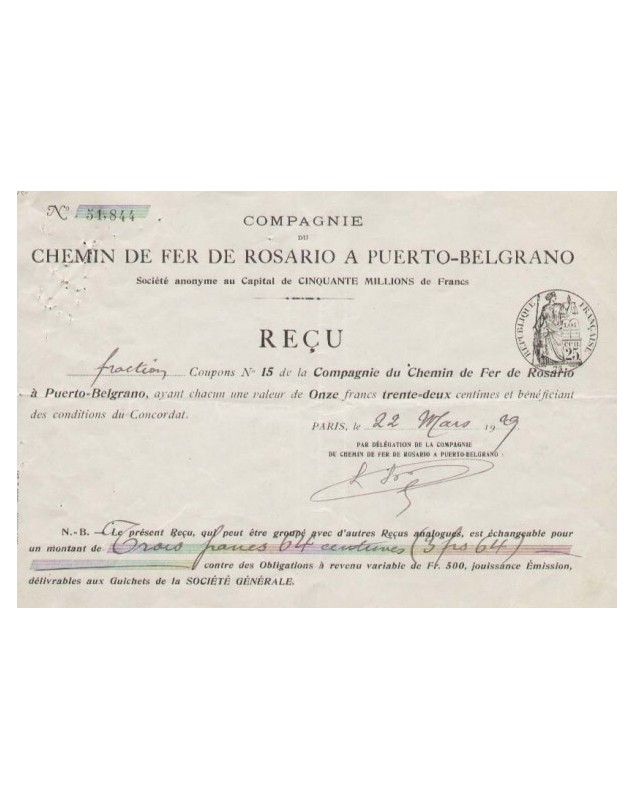 Nº 51.844
COMPAGNIE
DU
CHEMIN DE FER DE ROSARIO A PUERTO-BELGRANO
Société anonyme au Capital de CINQUANTE MILLIONS de Francs
REÇU
RÉPUBLIQUE FRANÇAISE
25
fraction Coupons Nº 15 de la Compagnie du Chemin de Fer de Rosario
à Puerto-Belgrano, ayant chacun une valeur de Onze francs trente-deux centimes et bénéficiant
des conditions du Concordat.
PARIS, le 22 Mars 1929
PAR DÉLÉGATION DE LA COMPAGNIE
DU CHEMIN DE FER DE ROSARIO A PUERTO-BELGRANO :
N.-B. – Le présent Reçu, qui peut être groupé avec d'autres Reçus analogues, est échangeable pour
un montant de Trois francs 64 centimes (3 frs 64)
contre des Obligations à revenu variable de Fr. 500, jouissance Émission,
délivrables aux Guichets de la SOCIÉTÉ GÉNÉRALE.